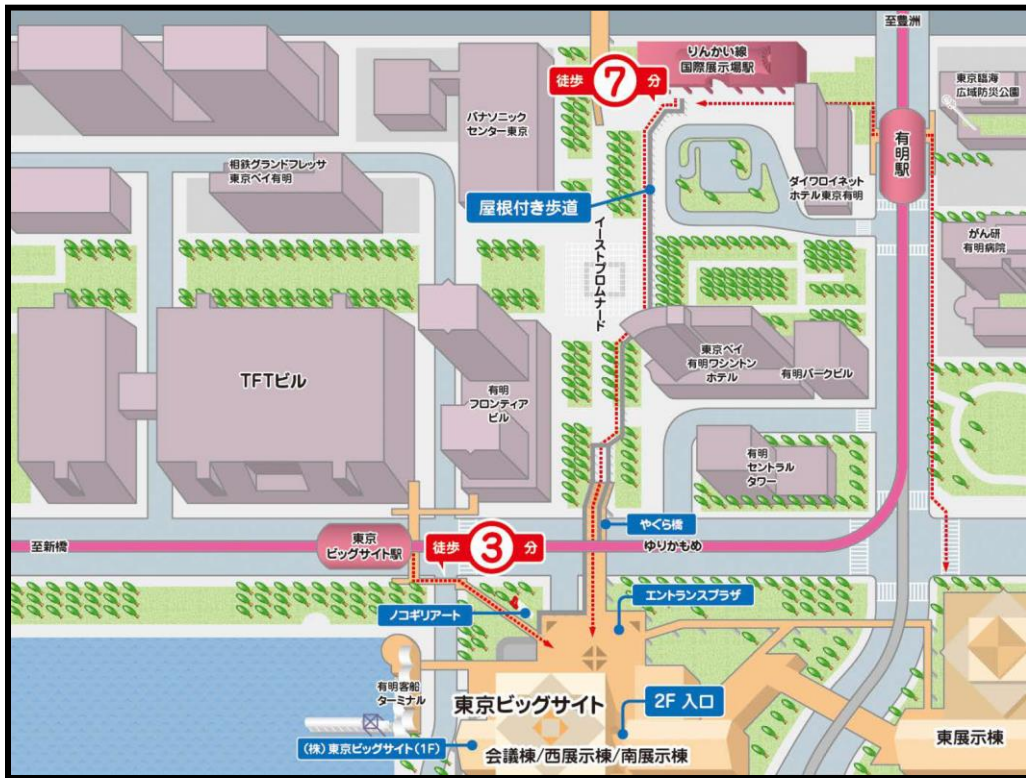 至豊洲
りんかい線
国際展示場駅
徒歩 7 分
東京臨海
広域防災公園
パナソニック
センター東京
有明駅
相鉄グランドフレッサ
東京ベイ有明
ダイワロイネット
ホテル東京有明
屋根付き歩道
がん研
有明病院
イーストプロムナード
東京ベイ
有明ワシントン
ホテル
有明パークビル
TFTビル
有明
フロンティア
ビル
有明
セントラル
タワー
やぐら橋
至新橋
東京
ビッグサイト駅
徒歩 3 分
ゆりかもめ
エントランスプラザ
ノコギリアート
有明客船
ターミナル
東京ビッグサイト
2F 入口
(株)東京ビッグサイト(1F)
会議棟/西展示棟/南展示棟
東展示棟